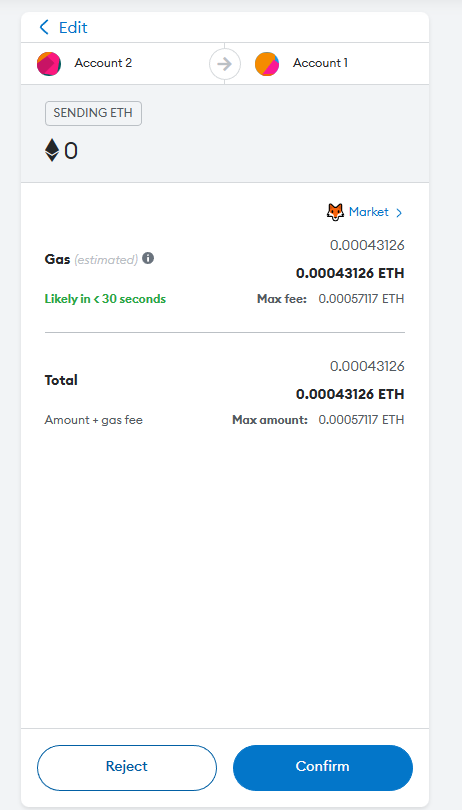 Edit
Account 2
Account 1
SENDING ETH
0
Market
0.00043126
Gas (estimated)
0.00043126 ETH
Likely in < 30 seconds
Max fee: 0.00057117 ETH
0.00043126
Total
0.00043126 ETH
Amount + gas fee
Max amount: 0.00057117 ETH
Reject
Confirm